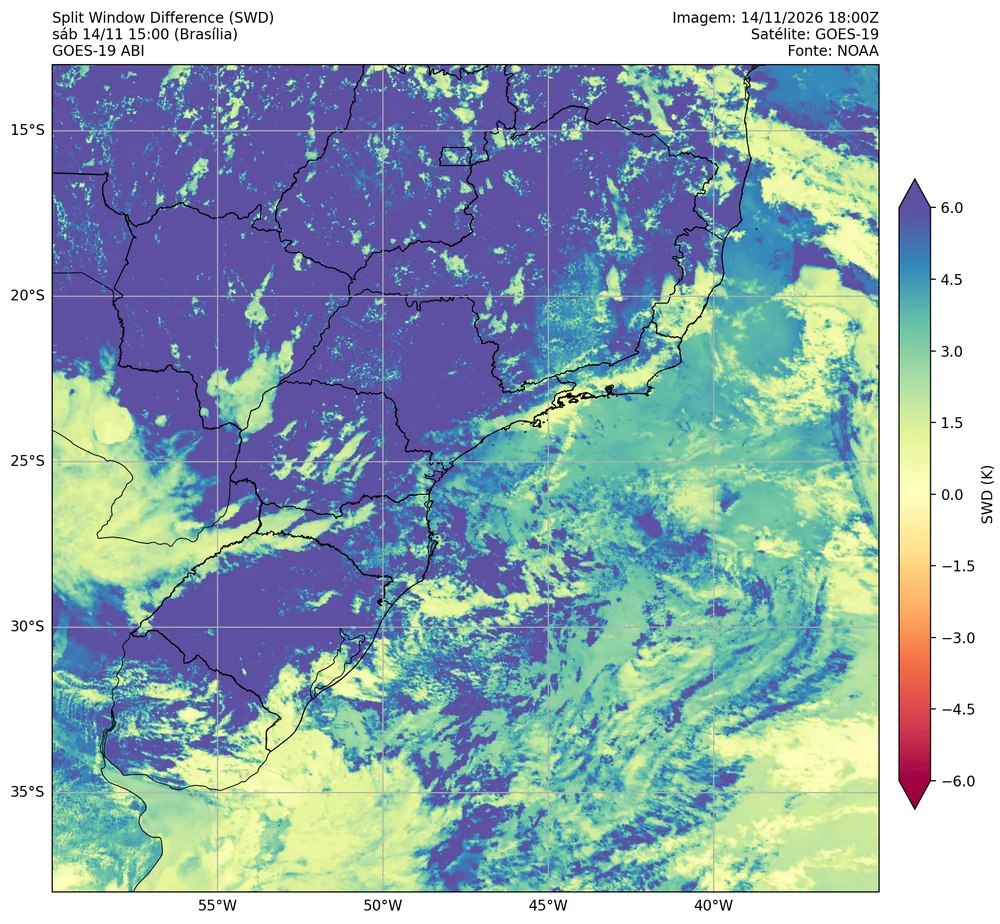 Split Window Difference (SWD)
sáb 14/11 15:00 (Brasília)
GOES-19 ABI
Imagem: 14/11/2026 18:00Z
Satélite: GOES-19
Fonte: NOAA
15°S
20°S
25°S
30°S
35°S
55°W
50°W
45°W
40°W
6.0
4.5
3.0
1.5
0.0
−1.5
−3.0
−4.5
−6.0
SWD (K)